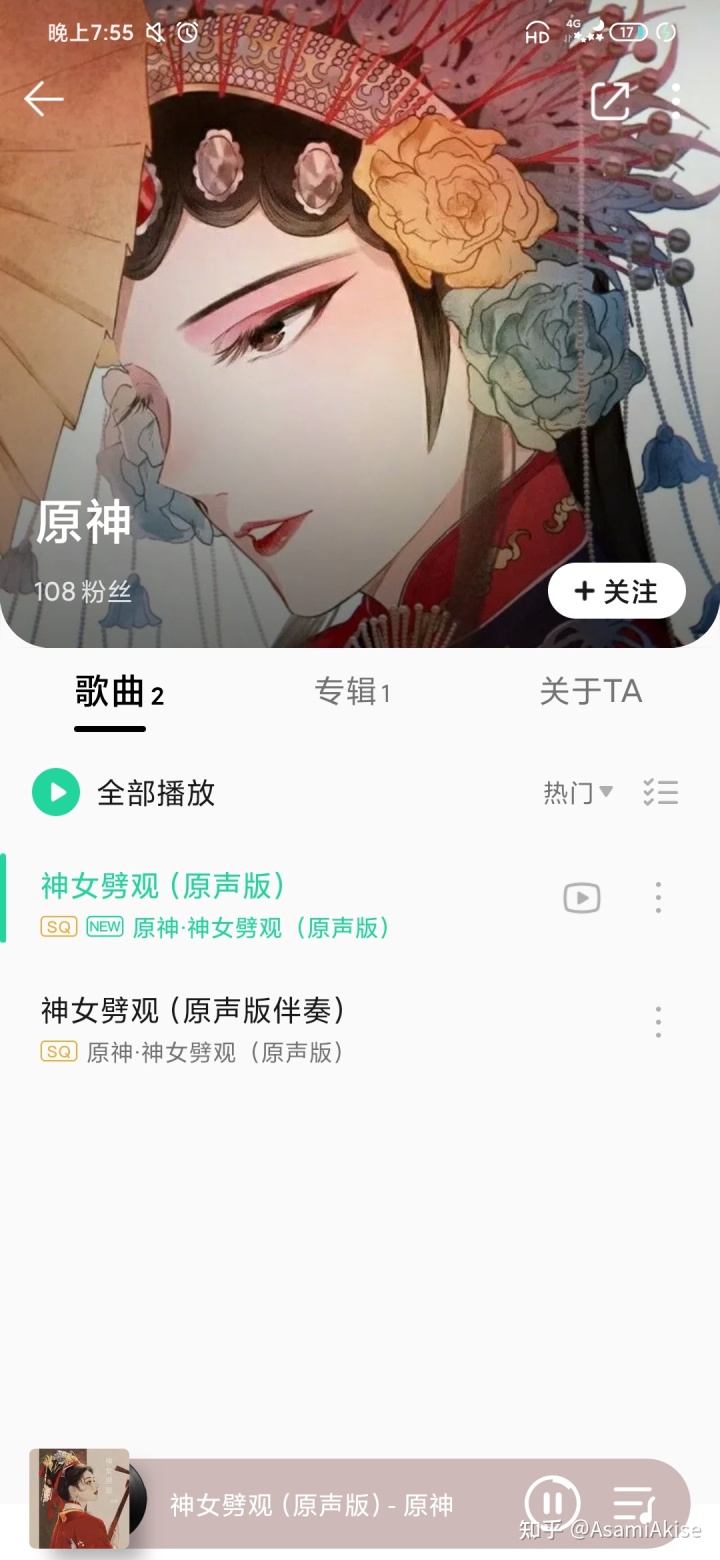 晚上7:55
HD 4G 17
原神
108 粉丝
+ 关注
歌曲 2
专辑 1
关于TA
全部播放
热门
神女劈观（原声版）
SQ NEW 原神·神女劈观（原声版）
神女劈观（原声版伴奏）
SQ 原神·神女劈观（原声版）
神女劈观（原声版）- 原神
知乎 @AsamiAkise